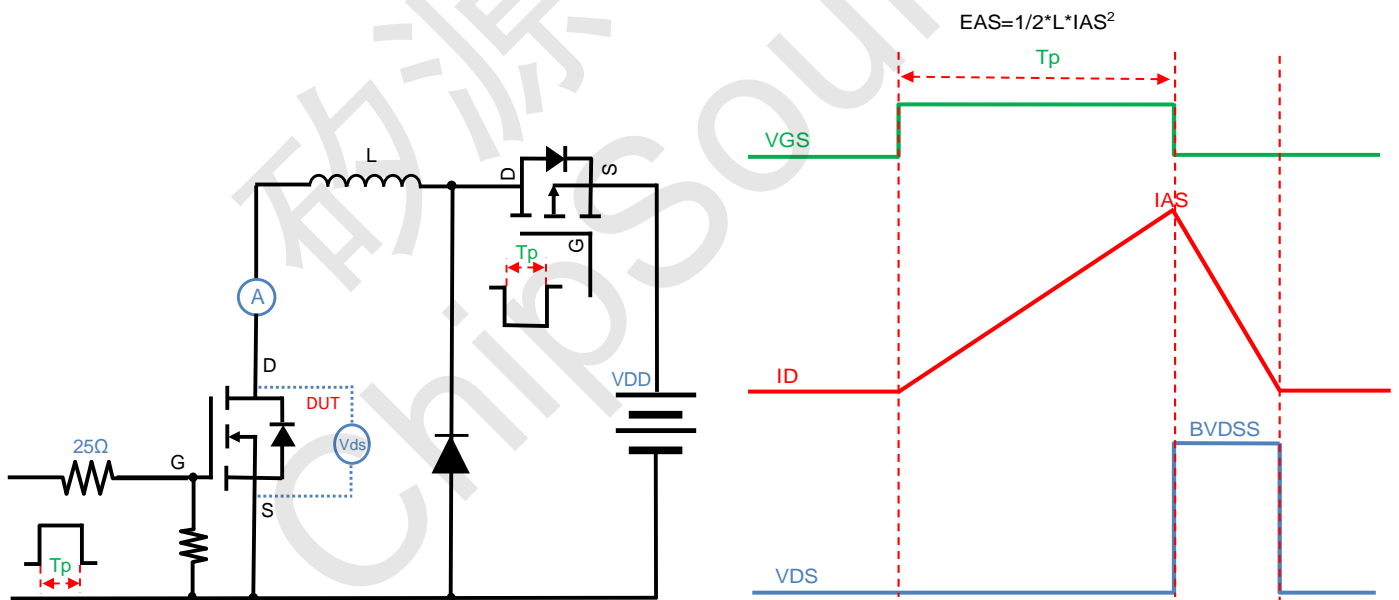 EAS=1/2*L*IAS²
Tp
VGS
IAS
ID
BVDSS
VDS
L
D
S
G
Tp
A
D
DUT
Vds
VDD
25Ω
G
S
Tp
矽源
ChipSour